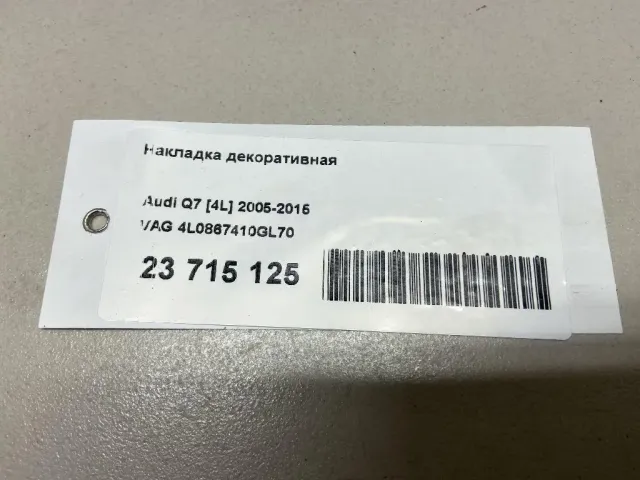 Накладка декоративная
Audi Q7 [4L] 2005-2015
VAG 4L0867410GL70
23 715 125